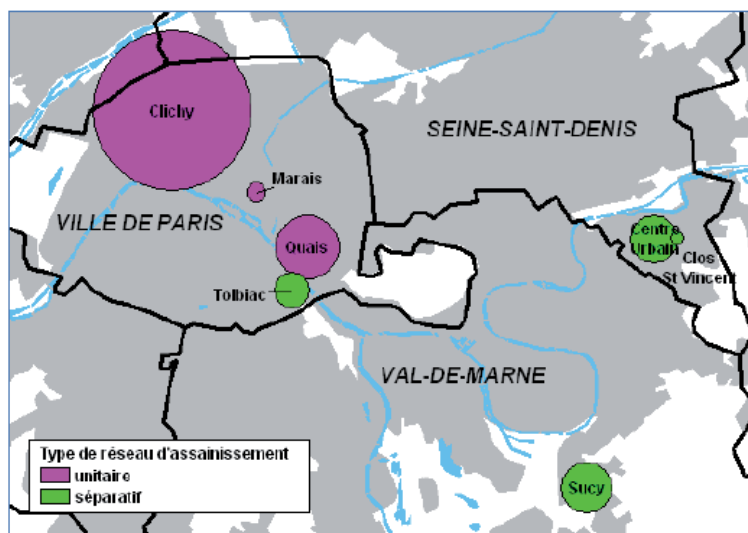 Clichy
SEINE-SAINT-DENIS
Marais
VILLE DE PARIS
Quais
Centre
Urbain
Clos
St Vincent
Tolbiac
VAL-DE-MARNE
Type de réseau d'assainissement
unitaire
séparatif
Sucy